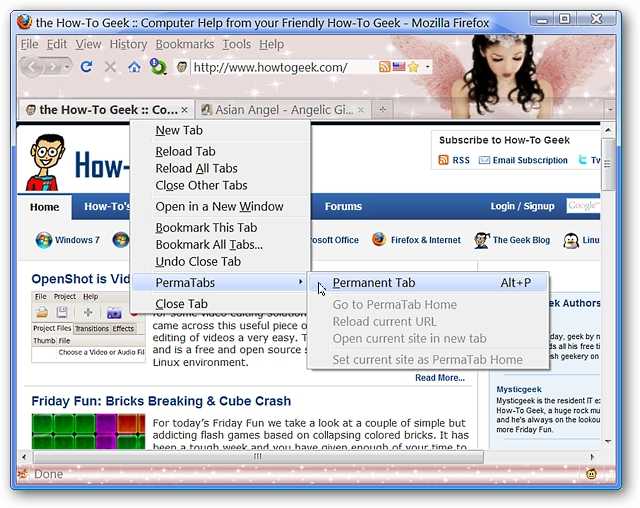 the How-To Geek :: Computer Help from your Friendly How-To Geek - Mozilla Firefox
File Edit View History Bookmarks Tools Help
http://www.howtogeek.com/
the How-To Geek :: Co...
Asian Angel - Angelic Gi...
New Tab
Reload Tab
Reload All Tabs
Close Other Tabs
Open in a New Window
Bookmark This Tab
Bookmark All Tabs...
Undo Close Tab
PermaTabs
Close Tab
Permanent Tab Alt+P
Go to PermaTab Home
Reload current URL
Open current site in new tab
Set current site as PermaTab Home
How-
Subscribe to How-To Geek
RSS Email Subscription Tw
Home How-To's Forums Login / Signup Google
Windows 7 rosoft Office Firefox & Internet The Geek Blog Linu
OpenShot is Vid
File Project Help
Project Files Transitions Effects
Thumb File
Choose a Video or Audio Fil
for some video editing solution
came across this useful piece o
editing of videos a very easy. T
and is a free and open source s
Linux environment.
Read More...
Friday Fun: Bricks Breaking & Cube Crash
For today's Friday Fun we take a look at a couple of simple but
addicting flash games based on collapsing colored bricks. It has
been a tough week and you have given enough of your time to
ek Authors
day, geek by n
ds all his free ti
sh geekery on
Mysticgeek
Mysticgeek is the resident IT ex
How-To Geek, a huge rock mu
and he's always on the lookou
more Friday Fun.
Done